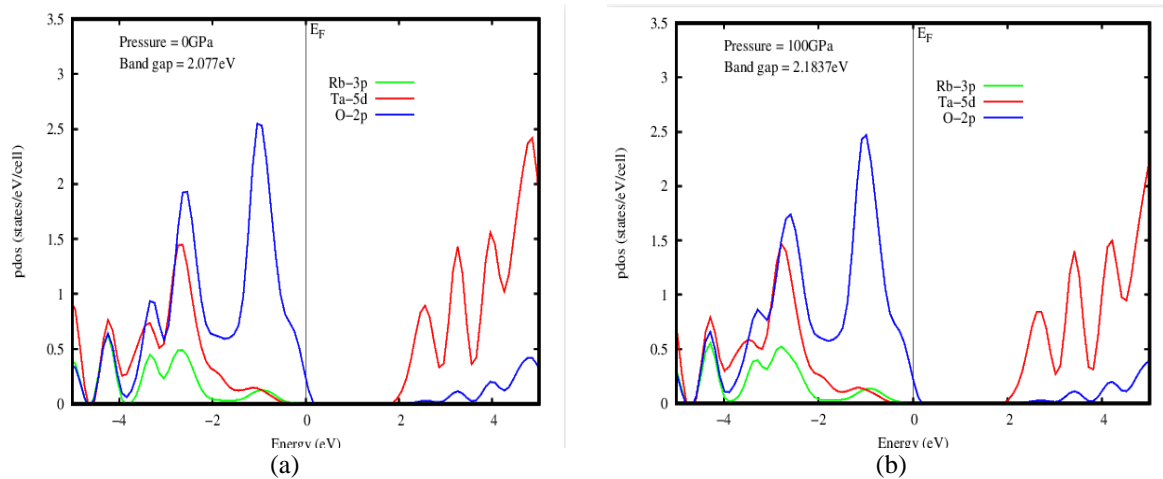 3.5
3
2.5
2
1.5
1
0.5
0
pdos (states/eV/cell)
Pressure = 0GPa
Band gap = 2.077eV
E_F
Rb−3p
Ta−5d
O−2p
−4
−2
0
2
4
Energy (eV)
(a)
3.5
3
2.5
2
1.5
1
0.5
0
pdos (states/eV/cell)
Pressure = 100GPa
Band gap = 2.1837eV
E_F
Rb−3p
Ta−5d
O−2p
−4
−2
0
2
4
Energy (eV)
(b)